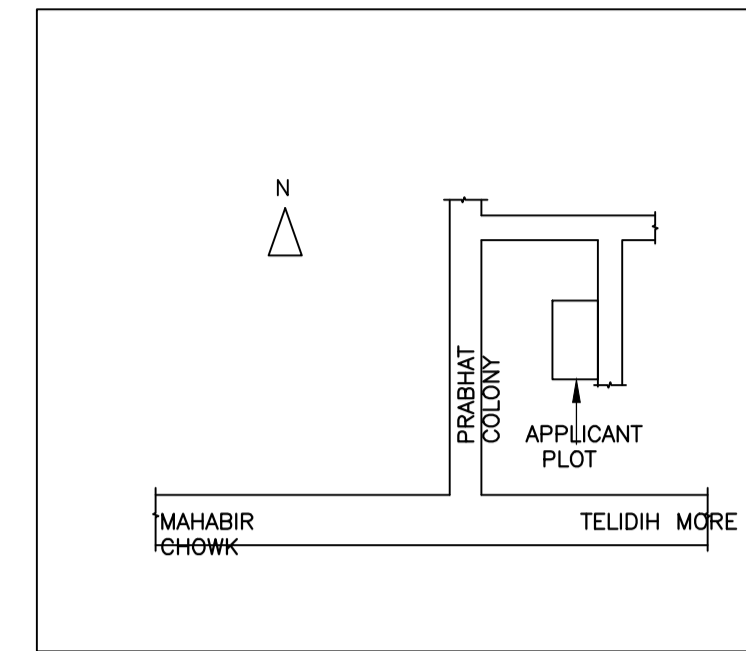 N
PRABHAT
COLONY
APPLICANT
PLOT
MAHABIR
CHOWK
TELIDIH MORE